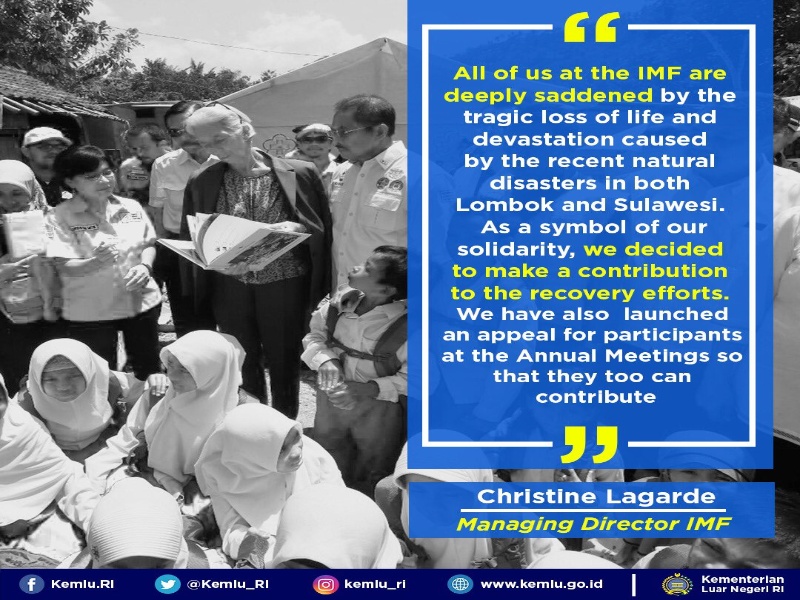 “
All of us at the IMF are
deeply saddened by the
tragic loss of life and
devastation caused
by the recent natural
disasters in both
Lombok and Sulawesi.
As a symbol of our
solidarity, we decided
to make a contribution
to the recovery efforts.
We have also launched
an appeal for participants
at the Annual Meetings so
that they too can
contribute
”
Christine Lagarde
Managing Director IMF
Kemlu.RI
@Kemlu_RI
kemlu_ri
www.kemlu.go.id
Kementerian
Luar Negeri RI